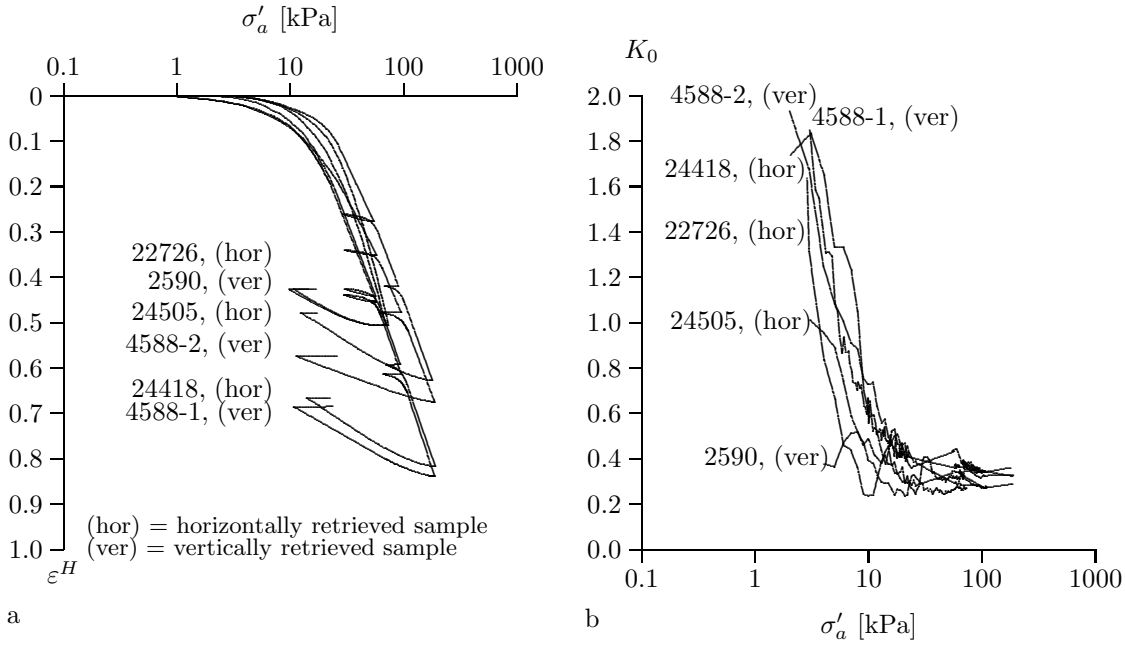 σ′a [kPa]
0.1 1 10 100 1000
0
0.1
0.2
0.3
0.4
0.5
0.6
0.7
0.8
0.9
1.0
εH
22726, (hor)
2590, (ver)
24505, (hor)
4588-2, (ver)
24418, (hor)
4588-1, (ver)
(hor) = horizontally retrieved sample
(ver) = vertically retrieved sample
a
K0
2.0
1.8
1.6
1.4
1.2
1.0
0.8
0.6
0.4
0.2
0.0
4588-2, (ver)
4588-1, (ver)
24418, (hor)
22726, (hor)
24505, (hor)
2590, (ver)
0.1 1 10 100 1000
σ′a [kPa]
b